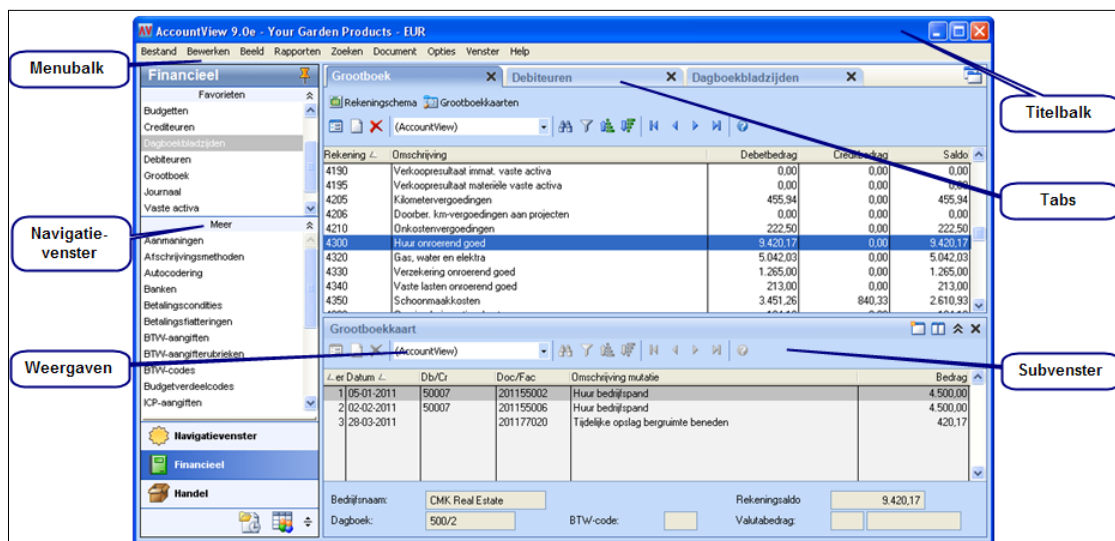 AV AccountView 9.0e - Your Garden Products - EUR
Bestand Bewerken Beeld Rapporten Zoeken Document Opties Venster Help
Menubalk
Titelbalk
Tabs
Navigatie-
venster
Weergaven
Subvenster
Financieel
Favorieten
Budgetten
Crediteuren
Dagboekbladzijden
Debiteuren
Grootboek
Journaal
Vaste activa
Meer
Aanmaningen
Afschrijvingsmethoden
Autocodering
Banken
Betalingscondities
Betalingsfiatteringen
BTW-aangiften
BTW-aangifterubrieken
BTW-codes
Budgetverdeelcodes
ICP-aangiften
Navigatievenster
Financieel
Handel
Grootboek Debiteuren Dagboekbladzijden
Rekeningschema Grootboekkaarten
(AccountView)
Rekening Omschrijving Debetbedrag Creditbedrag Saldo
4190 Verkoopresultaat immat. vaste activa 0,00 0,00 0,00
4195 Verkoopresultaat materiële vaste activa 0,00 0,00 0,00
4205 Kilometervergoedingen 455,94 0,00 455,94
4206 Doorber. km-vergoedingen aan projecten 0,00 0,00 0,00
4210 Onkostenvergoedingen 222,50 0,00 222,50
4300 Huur onroerend goed 9.420,17 0,00 9.420,17
4320 Gas, water en elektra 5.042,03 0,00 5.042,03
4330 Verzekering onroerend goed 1.265,00 0,00 1.265,00
4340 Vaste lasten onroerend goed 213,00 0,00 213,00
4350 Schoonmaakkosten 3.451,26 840,33 2.610,93
Grootboekkaart
(AccountView)
er Datum Db/Cr Doc/Fac Omschrijving mutatie Bedrag
1 05-01-2011 50007 201155002 Huur bedrijfspand 4.500,00
2 02-02-2011 50007 201155006 Huur bedrijfspand 4.500,00
3 28-03-2011 201177020 Tijdelijke opslag bergruimte beneden 420,17
Bedrijfsnaam: CMK Real Estate Rekeningsaldo 9.420,17
Dagboek: 500/2 BTW-code: Valutabedrag: